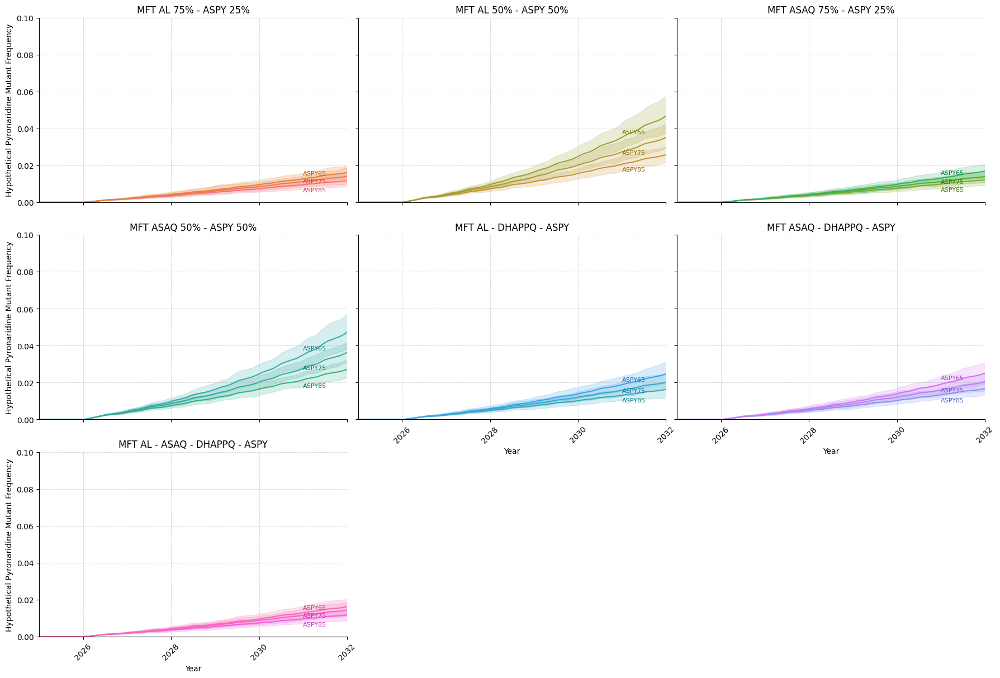 MFT AL 75% - ASPY 25%
MFT AL 50% - ASPY 50%
MFT ASAQ 75% - ASPY 25%
Hypothetical Pyronaridine Mutant Frequency
0.10
0.08
0.06
0.04
0.02
0.00
ASPY65
ASPY75
ASPY85
ASPY65
ASPY75
ASPY85
ASPY65
ASPY75
ASPY85
MFT ASAQ 50% - ASPY 50%
MFT AL - DHAPPQ - ASPY
MFT ASAQ - DHAPPQ - ASPY
Hypothetical Pyronaridine Mutant Frequency
0.10
0.08
0.06
0.04
0.02
0.00
ASPY65
ASPY75
ASPY85
ASPY65
ASPY75
ASPY85
2026
2028
2030
2032
Year
ASPY65
ASPY75
ASPY85
2026
2028
2030
2032
Year
MFT AL - ASAQ - DHAPPQ - ASPY
Hypothetical Pyronaridine Mutant Frequency
0.10
0.08
0.06
0.04
0.02
0.00
ASPY65
ASPY75
ASPY85
2026
2028
2030
2032
Year